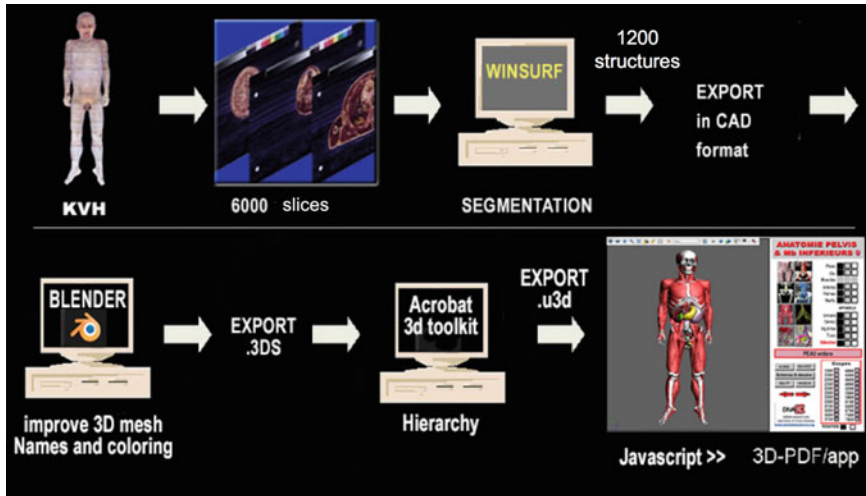 KVH
6000 slices
WINSURF
SEGMENTATION
1200
structures
EXPORT
in CAD
format
BLENDER
improve 3D mesh
Names and coloring
EXPORT
.3DS
Acrobat
3d toolkit
Hierarchy
EXPORT
.u3d
ANATOMIE PELVIS
& Mb INFERIEURS
Javascript >> 3D-PDF/app